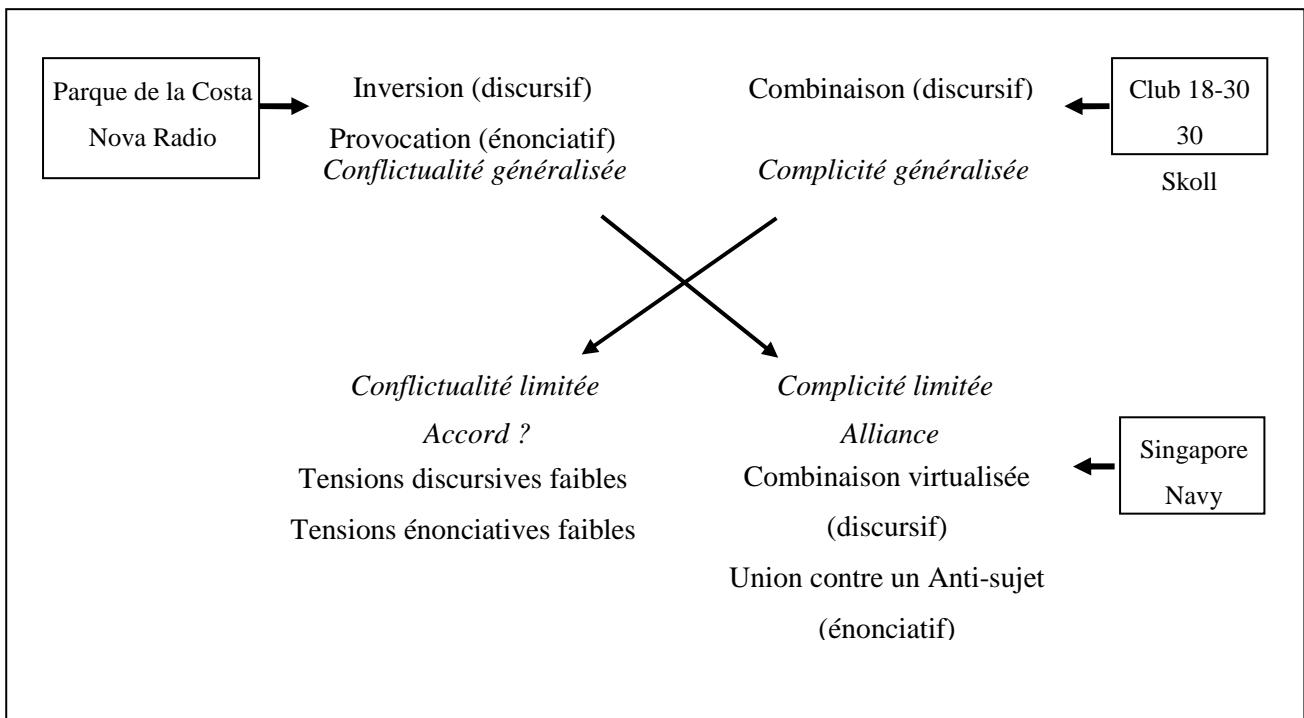 Parque de la Costa
Nova Radio
Inversion (discursif)
Provocation (énonciatif)
Conflictualité généralisée
Combinaison (discursif)
Complicité généralisée
Club 18-30
30
Skoll
Conflictualité limitée
Accord ?
Tensions discursives faibles
Tensions énonciatives faibles
Complicité limitée
Alliance
Combinaison virtualisée
(discursif)
Union contre un Anti-sujet
(énonciatif)
Singapore
Navy